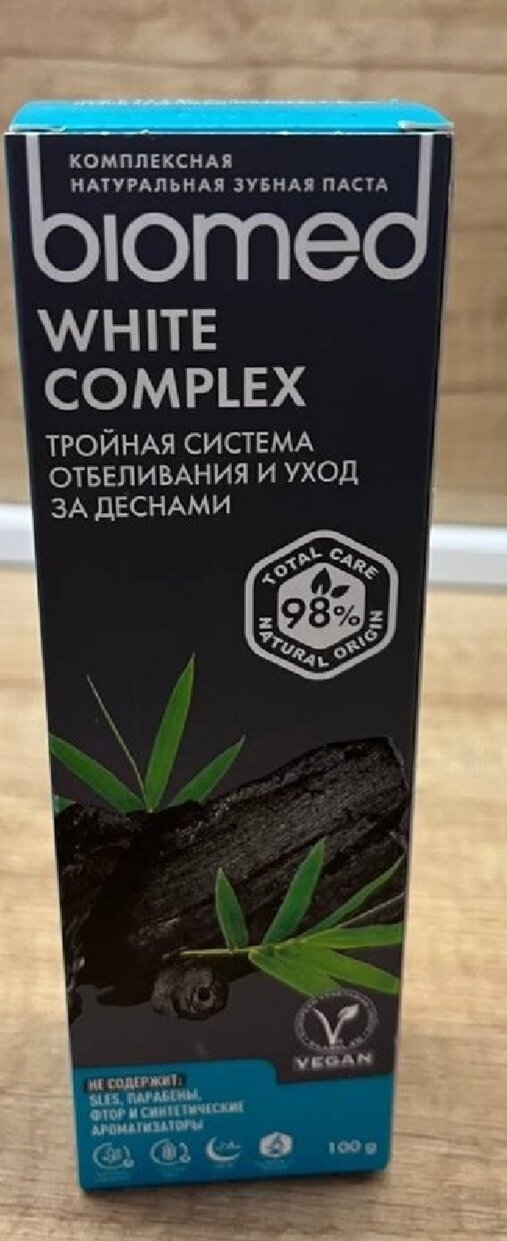 КОМПЛЕКСНАЯ
НАТУРАЛЬНАЯ ЗУБНАЯ ПАСТА
biomed
WHITE
COMPLEX
ТРОЙНАЯ СИСТЕМА
ОТБЕЛИВАНИЯ И УХОД
ЗА ДЕСНАМИ
TOTAL CARE
98%
NATURAL ORIGIN
VEGAN
НЕ СОДЕРЖИТ:
SLES, ПАРАБЕНЫ,
ФТОР И СИНТЕТИЧЕСКИЕ
АРОМАТИЗАТОРЫ
100 g